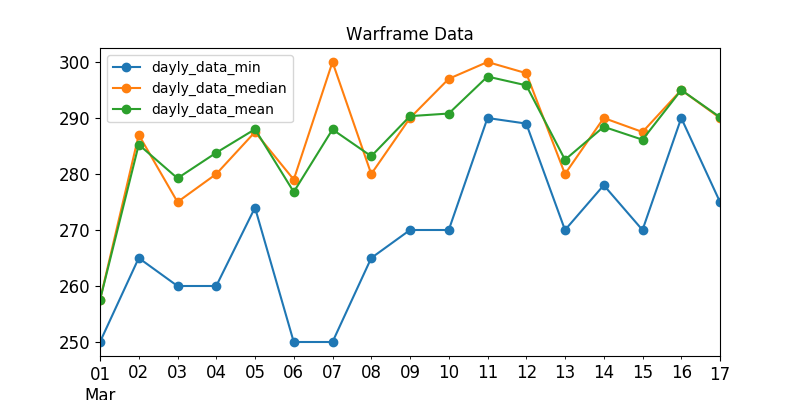 Warframe Data
dayly_data_min
dayly_data_median
dayly_data_mean
300
290
280
270
260
250
01 02 03 04 05 06 07 08 09 10 11 12 13 14 15 16 17
Mar